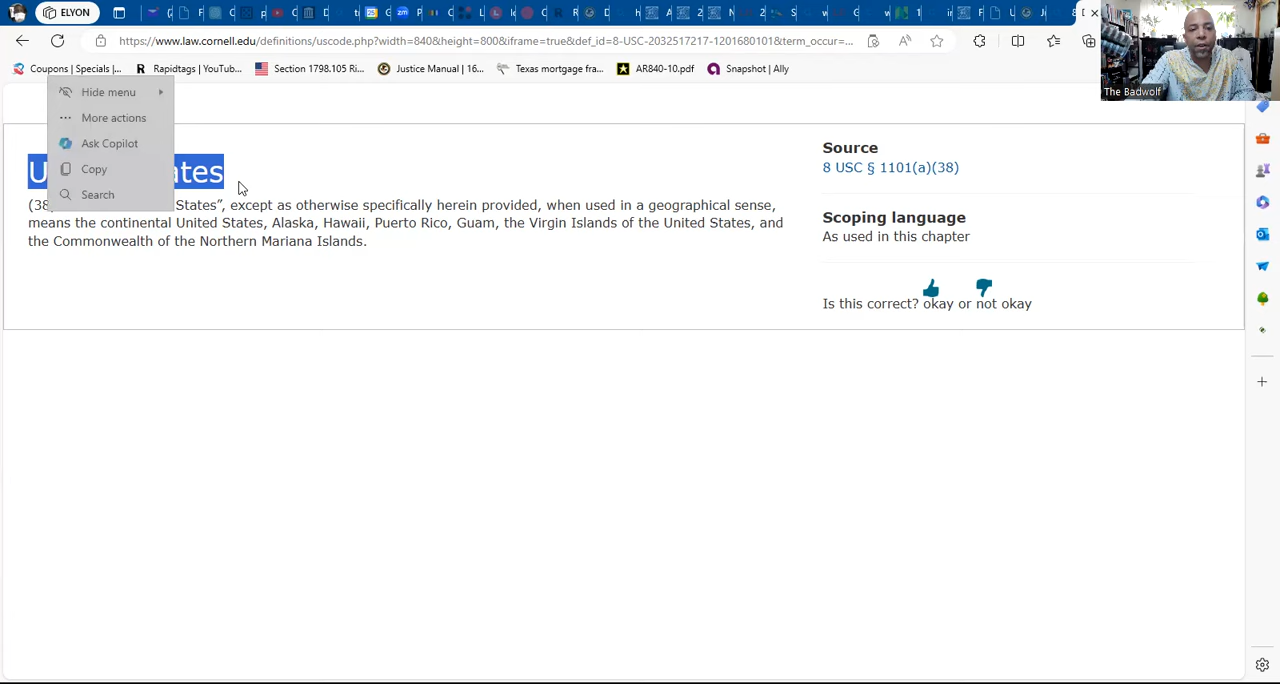 ELYON
https://www.law.cornell.edu/definitions/uscode.php?width=840&height=800&iframe=true&def_id=8-USC-2032517217-1201680101&term_occur=...
Coupons | Specials |... Rapidtags | YouTub... Section 1798.105 Ri... Justice Manual | 16... Texas mortgage fra... AR840-10.pdf Snapshot | Ally
The Badwolf
Hide menu
More actions
Ask Copilot
Copy
Search
U tates
(38 States”, except as otherwise specifically herein provided, when used in a geographical sense,
means the continental United States, Alaska, Hawaii, Puerto Rico, Guam, the Virgin Islands of the United States, and
the Commonwealth of the Northern Mariana Islands.
Source
8 USC § 1101(a)(38)
Scoping language
As used in this chapter
Is this correct? okay or not okay